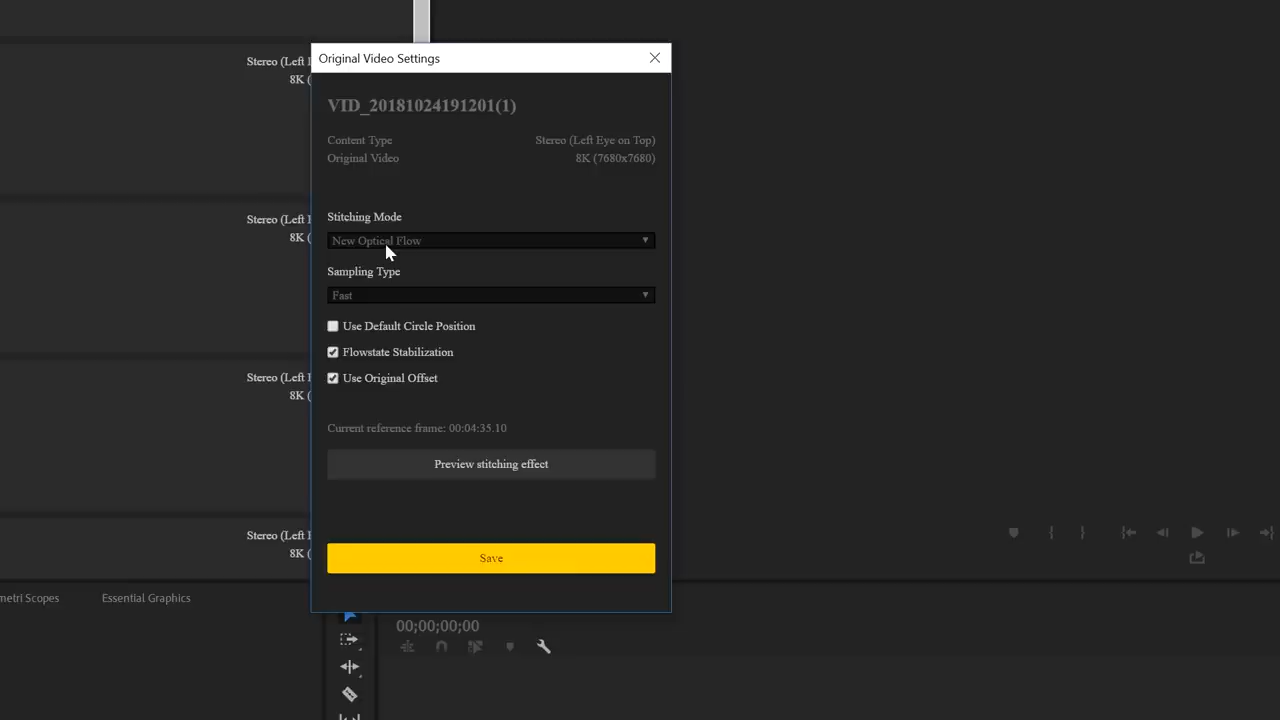 Original Video Settings
VID_20181024191201(1)
Content Type Stereo (Left Eye on Top)
Original Video 8K (7680x7680)
Stitching Mode
New Optical Flow
Sampling Type
Fast
Use Default Circle Position
Flowstate Stabilization
Use Original Offset
Current reference frame: 00:04:35.10
Preview stitching effect
Save
Stereo (Left
8K (
Stereo (Left
8K (
Stereo (Left
8K (
Stereo (Left
8K (
metri Scopes
Essential Graphics
00;00;00;00